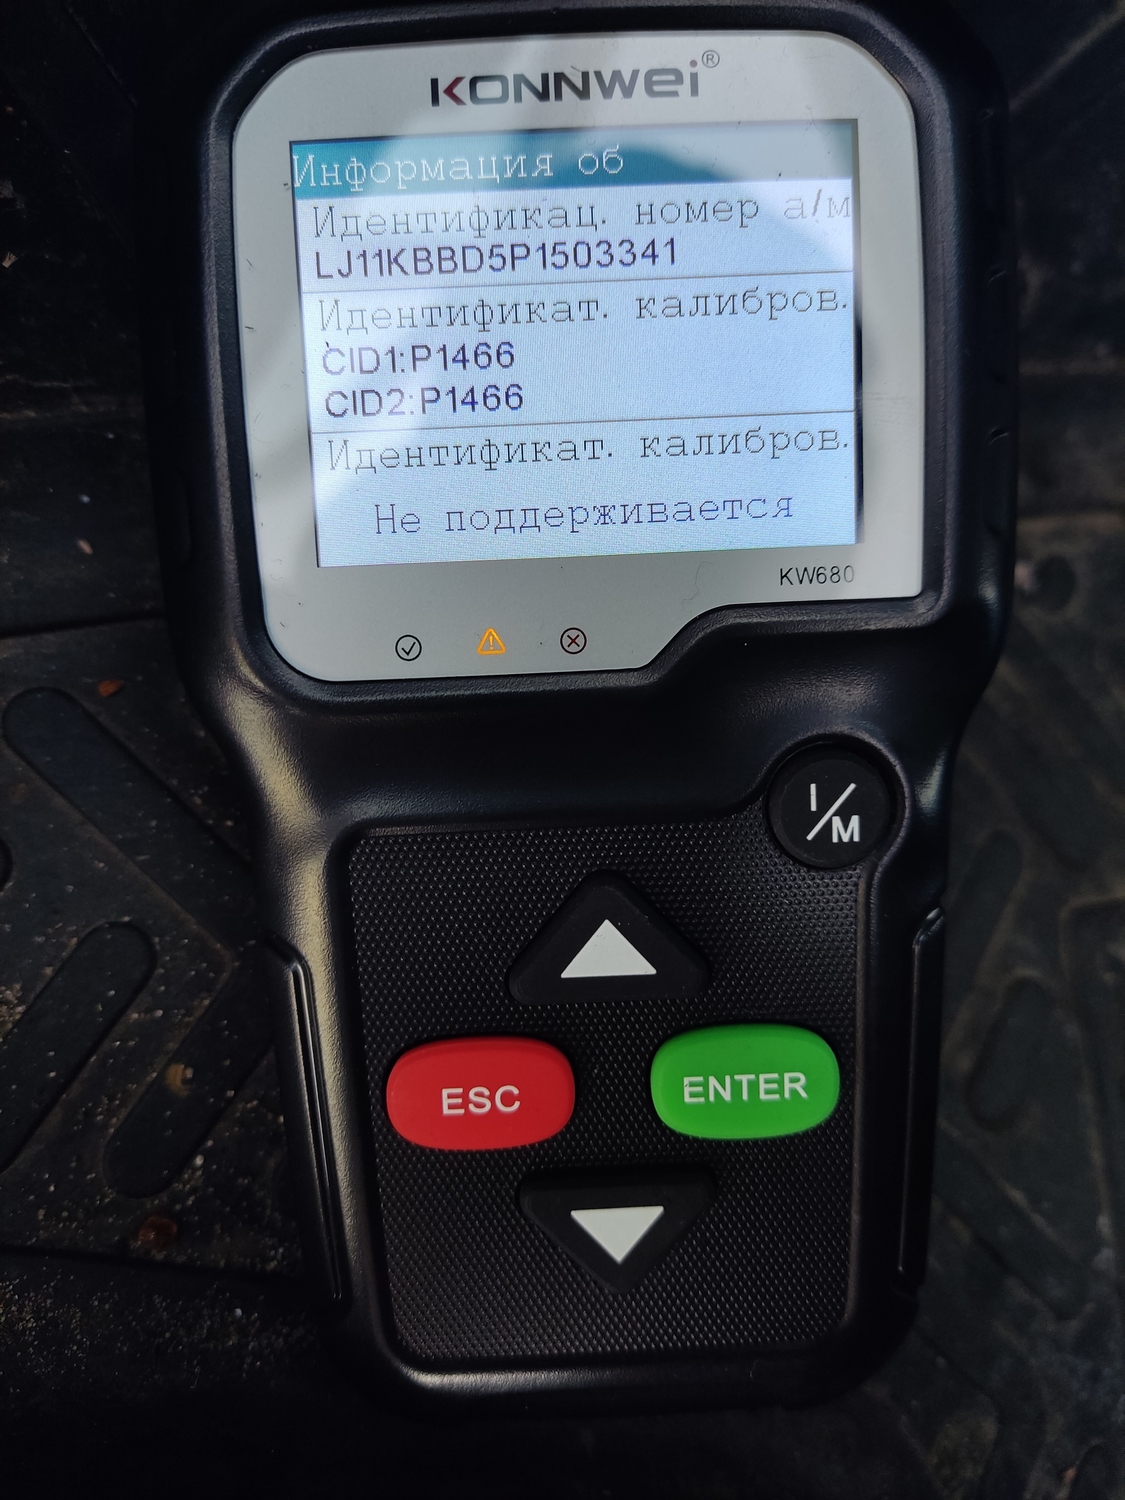 KONNWEI®
Информация об
Идентификац. номер а/м
LJ11KBBD5P1503341
Идентификат. калибров.
CID1:P1466
CID2:P1466
Идентификат. калибров.
Не поддерживается
KW680
I/M
ESC
ENTER